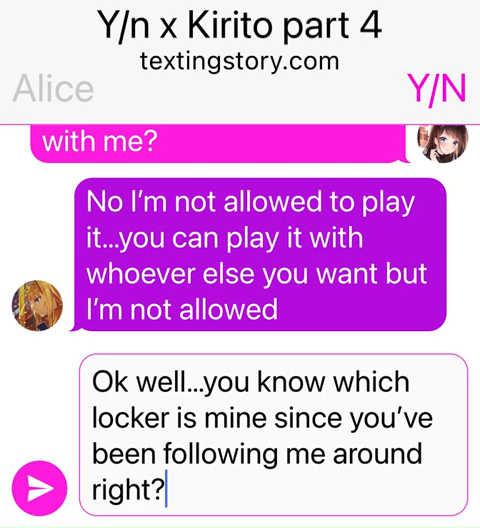 Y/n x Kirito part 4
textingstory.com
Alice
Y/N
with me?
No I’m not allowed to play
it...you can play it with
whoever else you want but
I’m not allowed
Ok well...you know which
locker is mine since you’ve
been following me around
right?